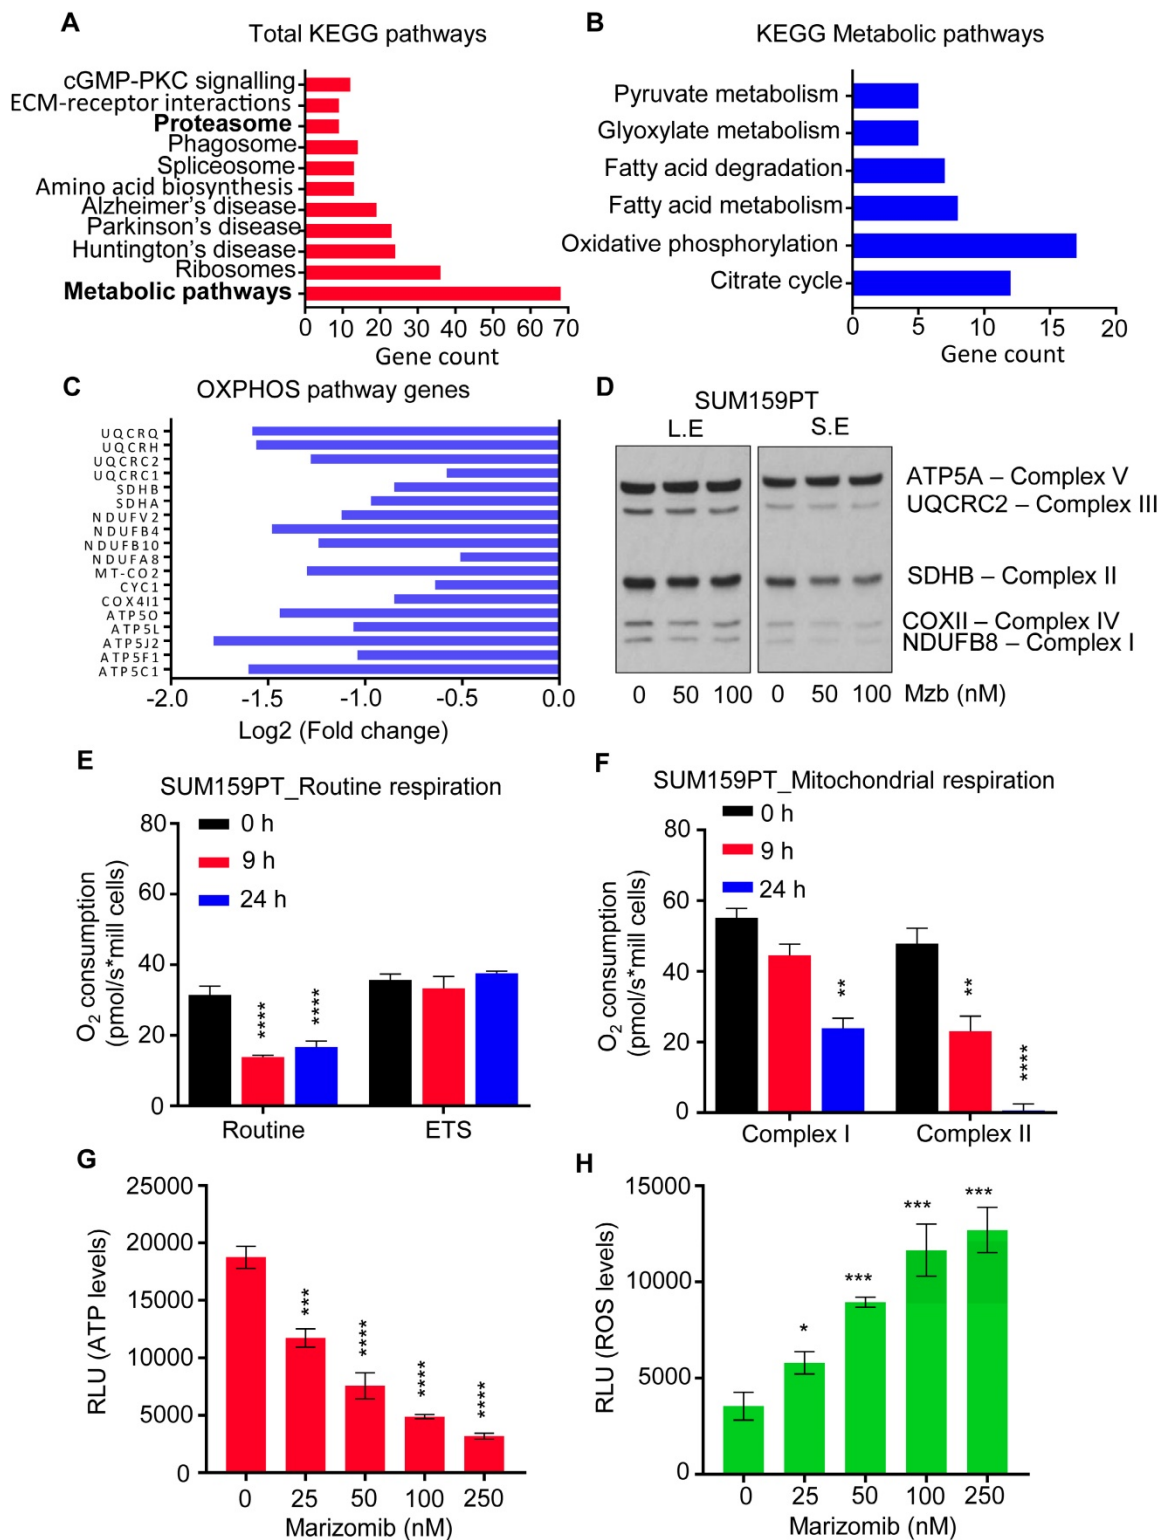 A
Total KEGG pathways
cGMP-PKC signalling
ECM-receptor interactions
Proteasome
Phagosome
Spliceosome
Amino acid biosynthesis
Alzheimer's disease
Parkinson's disease
Huntington's disease
Ribosomes
Metabolic pathways
0 10 20 30 40 50 60 70
Gene count
B
KEGG Metabolic pathways
Pyruvate metabolism
Glyoxylate metabolism
Fatty acid degradation
Fatty acid metabolism
Oxidative phosphorylation
Citrate cycle
0 5 10 15 20
Gene count
C
OXPHOS pathway genes
UQCRQ
UQCRH
UQCRC2
UQCRC1
SDHB
SDHA
NDUFV2
NDUFB4
NDUFB10
NDUFA8
MT-CO2
CYC1
COX4I1
ATP5O
ATP5L
ATP5J2
ATP5F1
ATP5C1
-2.0 -1.5 -1.0 -0.5 0.0
Log2 (Fold change)
D
SUM159PT
L.E S.E
ATP5A – Complex V
UQCRC2 – Complex III
SDHB – Complex II
COXII – Complex IV
NDUFB8 – Complex I
0 50 100 0 50 100 Mzb (nM)
E
SUM159PT_Routine respiration
0 h
9 h
24 h
O2 consumption
(pmol/s*mill cells)
80
60
40
20
0
**** ****
Routine ETS
F
SUM159PT_Mitochondrial respiration
0 h
9 h
24 h
O2 consumption
(pmol/s*mill cells)
80
60
40
20
0
** ** ****
Complex I Complex II
G
RLU (ATP levels)
25000
20000
15000
10000
5000
0
*** **** **** ****
0 25 50 100 250
Marizomib (nM)
H
RLU (ROS levels)
15000
10000
5000
0
* *** *** ***
0 25 50 100 250
Marizomib (nM)